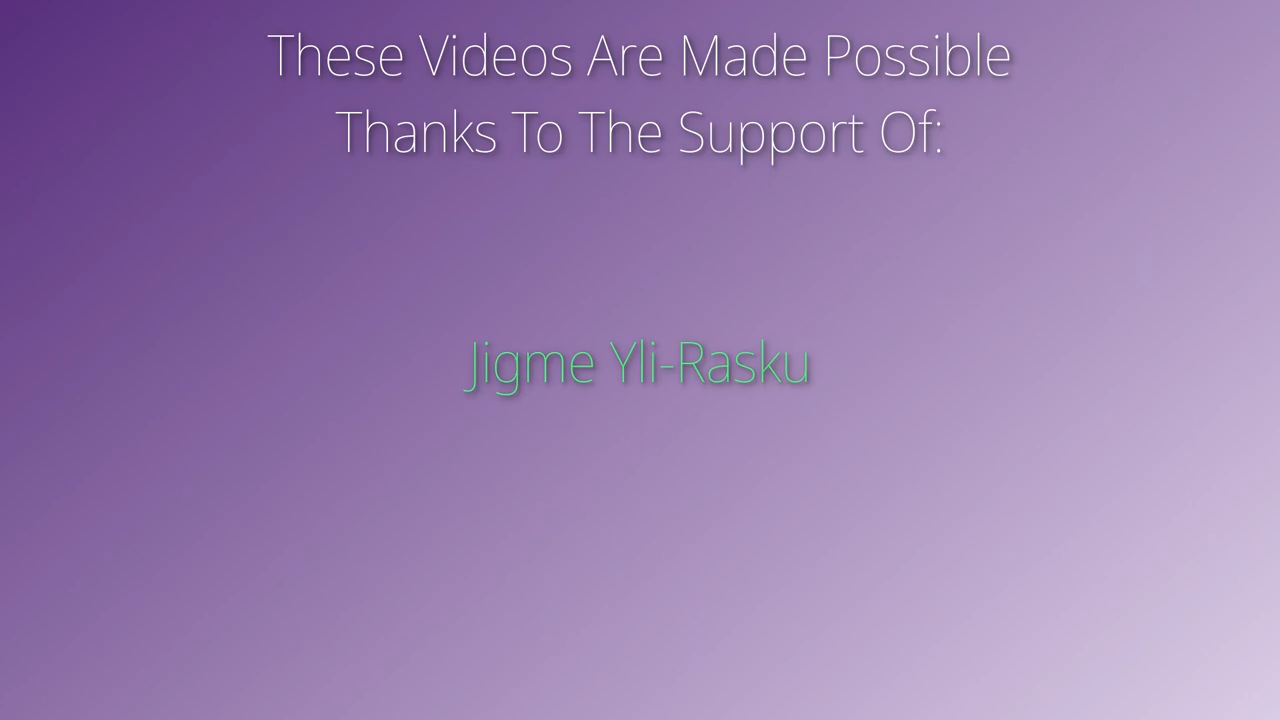 These Videos Are Made Possible
Thanks To The Support Of:
Jigme Yli-Rasku